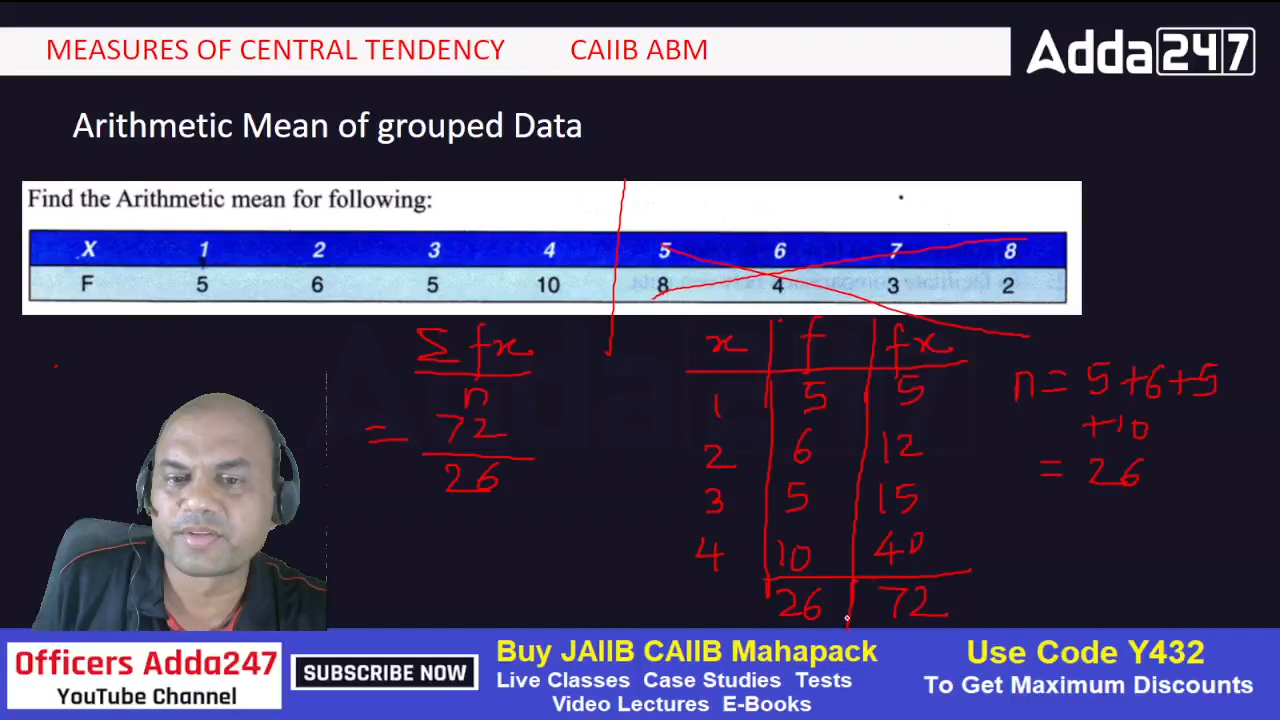 MEASURES OF CENTRAL TENDENCY CAIIB ABM
Adda247
Arithmetic Mean of grouped Data
Find the Arithmetic mean for following:
X 1 2 3 4 5 6 7 8
F 5 6 5 10 8 4 3 2
Σ fx
n
= 72
26
x f fx
1 5 5
2 6 12
3 5 15
4 10 40
26 72
n = 5+6+5
+10
= 26
Officers Adda247
YouTube Channel
SUBSCRIBE NOW
Buy JAIIB CAIIB Mahapack
Live Classes Case Studies Tests
Video Lectures E-Books
Use Code Y432
To Get Maximum Discounts